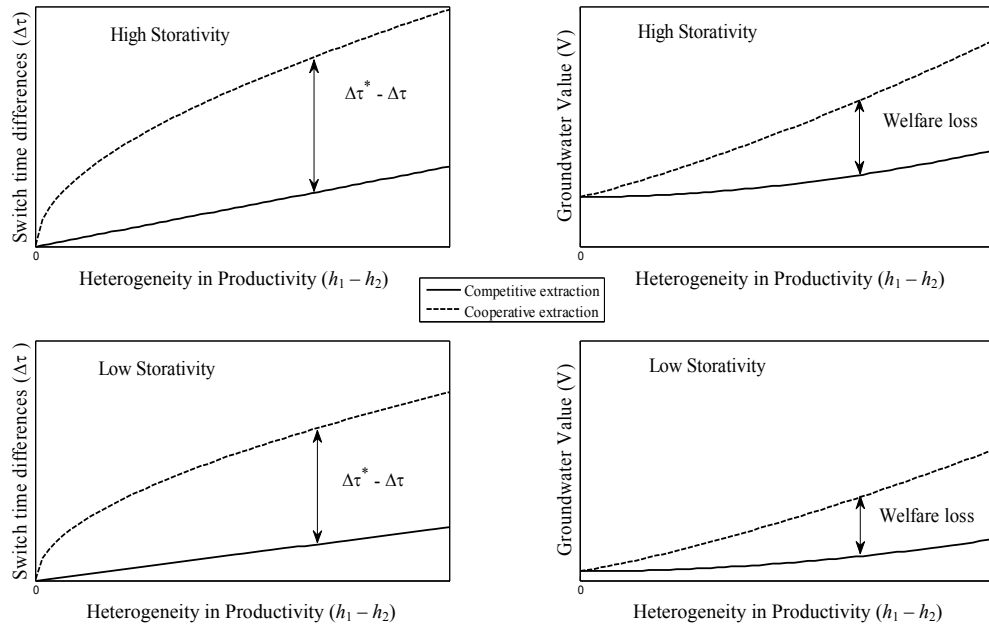 Switch time differences (Δτ)
High Storativity
Δτ* - Δτ
0
Heterogeneity in Productivity (h₁ – h₂)
Groundwater Value (V)
High Storativity
Welfare loss
0
Heterogeneity in Productivity (h₁ – h₂)
Competitive extraction
Cooperative extraction
Switch time differences (Δτ)
Low Storativity
Δτ* - Δτ
0
Heterogeneity in Productivity (h₁ – h₂)
Groundwater Value (V)
Low Storativity
Welfare loss
0
Heterogeneity in Productivity (h₁ – h₂)